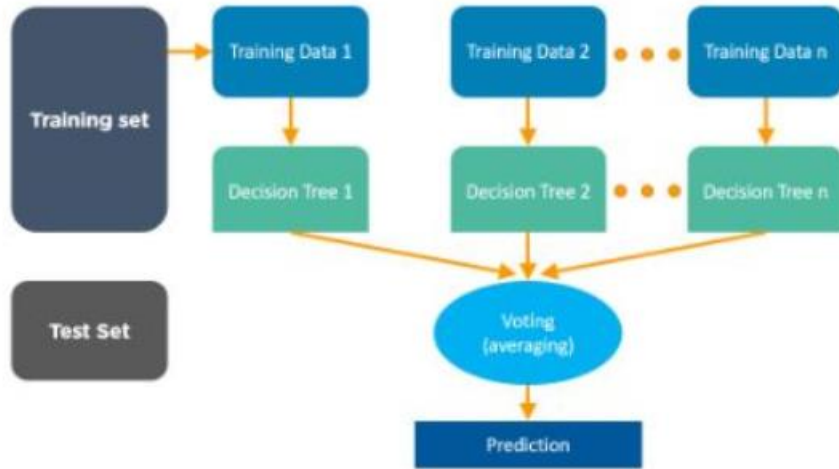 Training set
Training Data 1
Training Data 2
Training Data n
Decision Tree 1
Decision Tree 2
Decision Tree n
Test Set
Voting
(averaging)
Prediction